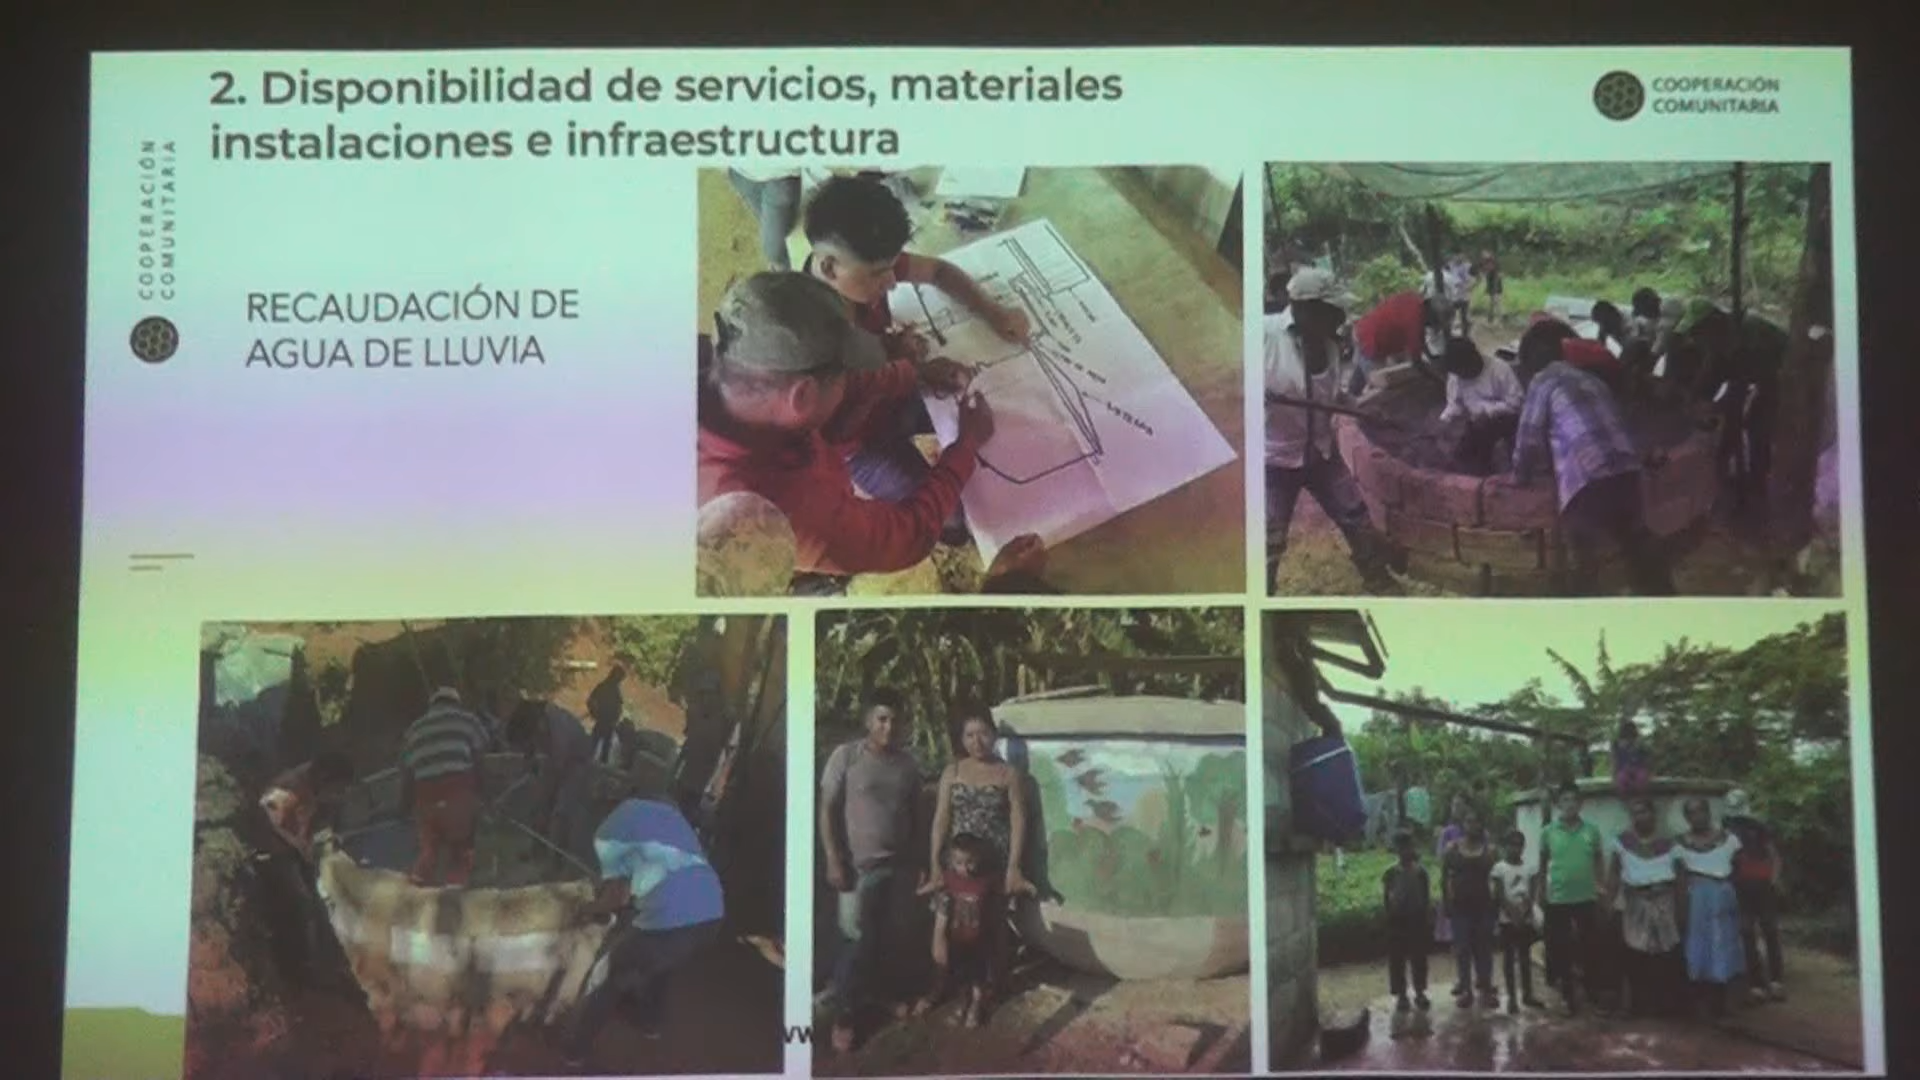 2. Disponibilidad de servicios, materiales
instalaciones e infraestructura
COOPERACIÓN
COMUNITARIA
COOPERACIÓN
COMUNITARIA
RECAUDACIÓN DE
AGUA DE LLUVIA